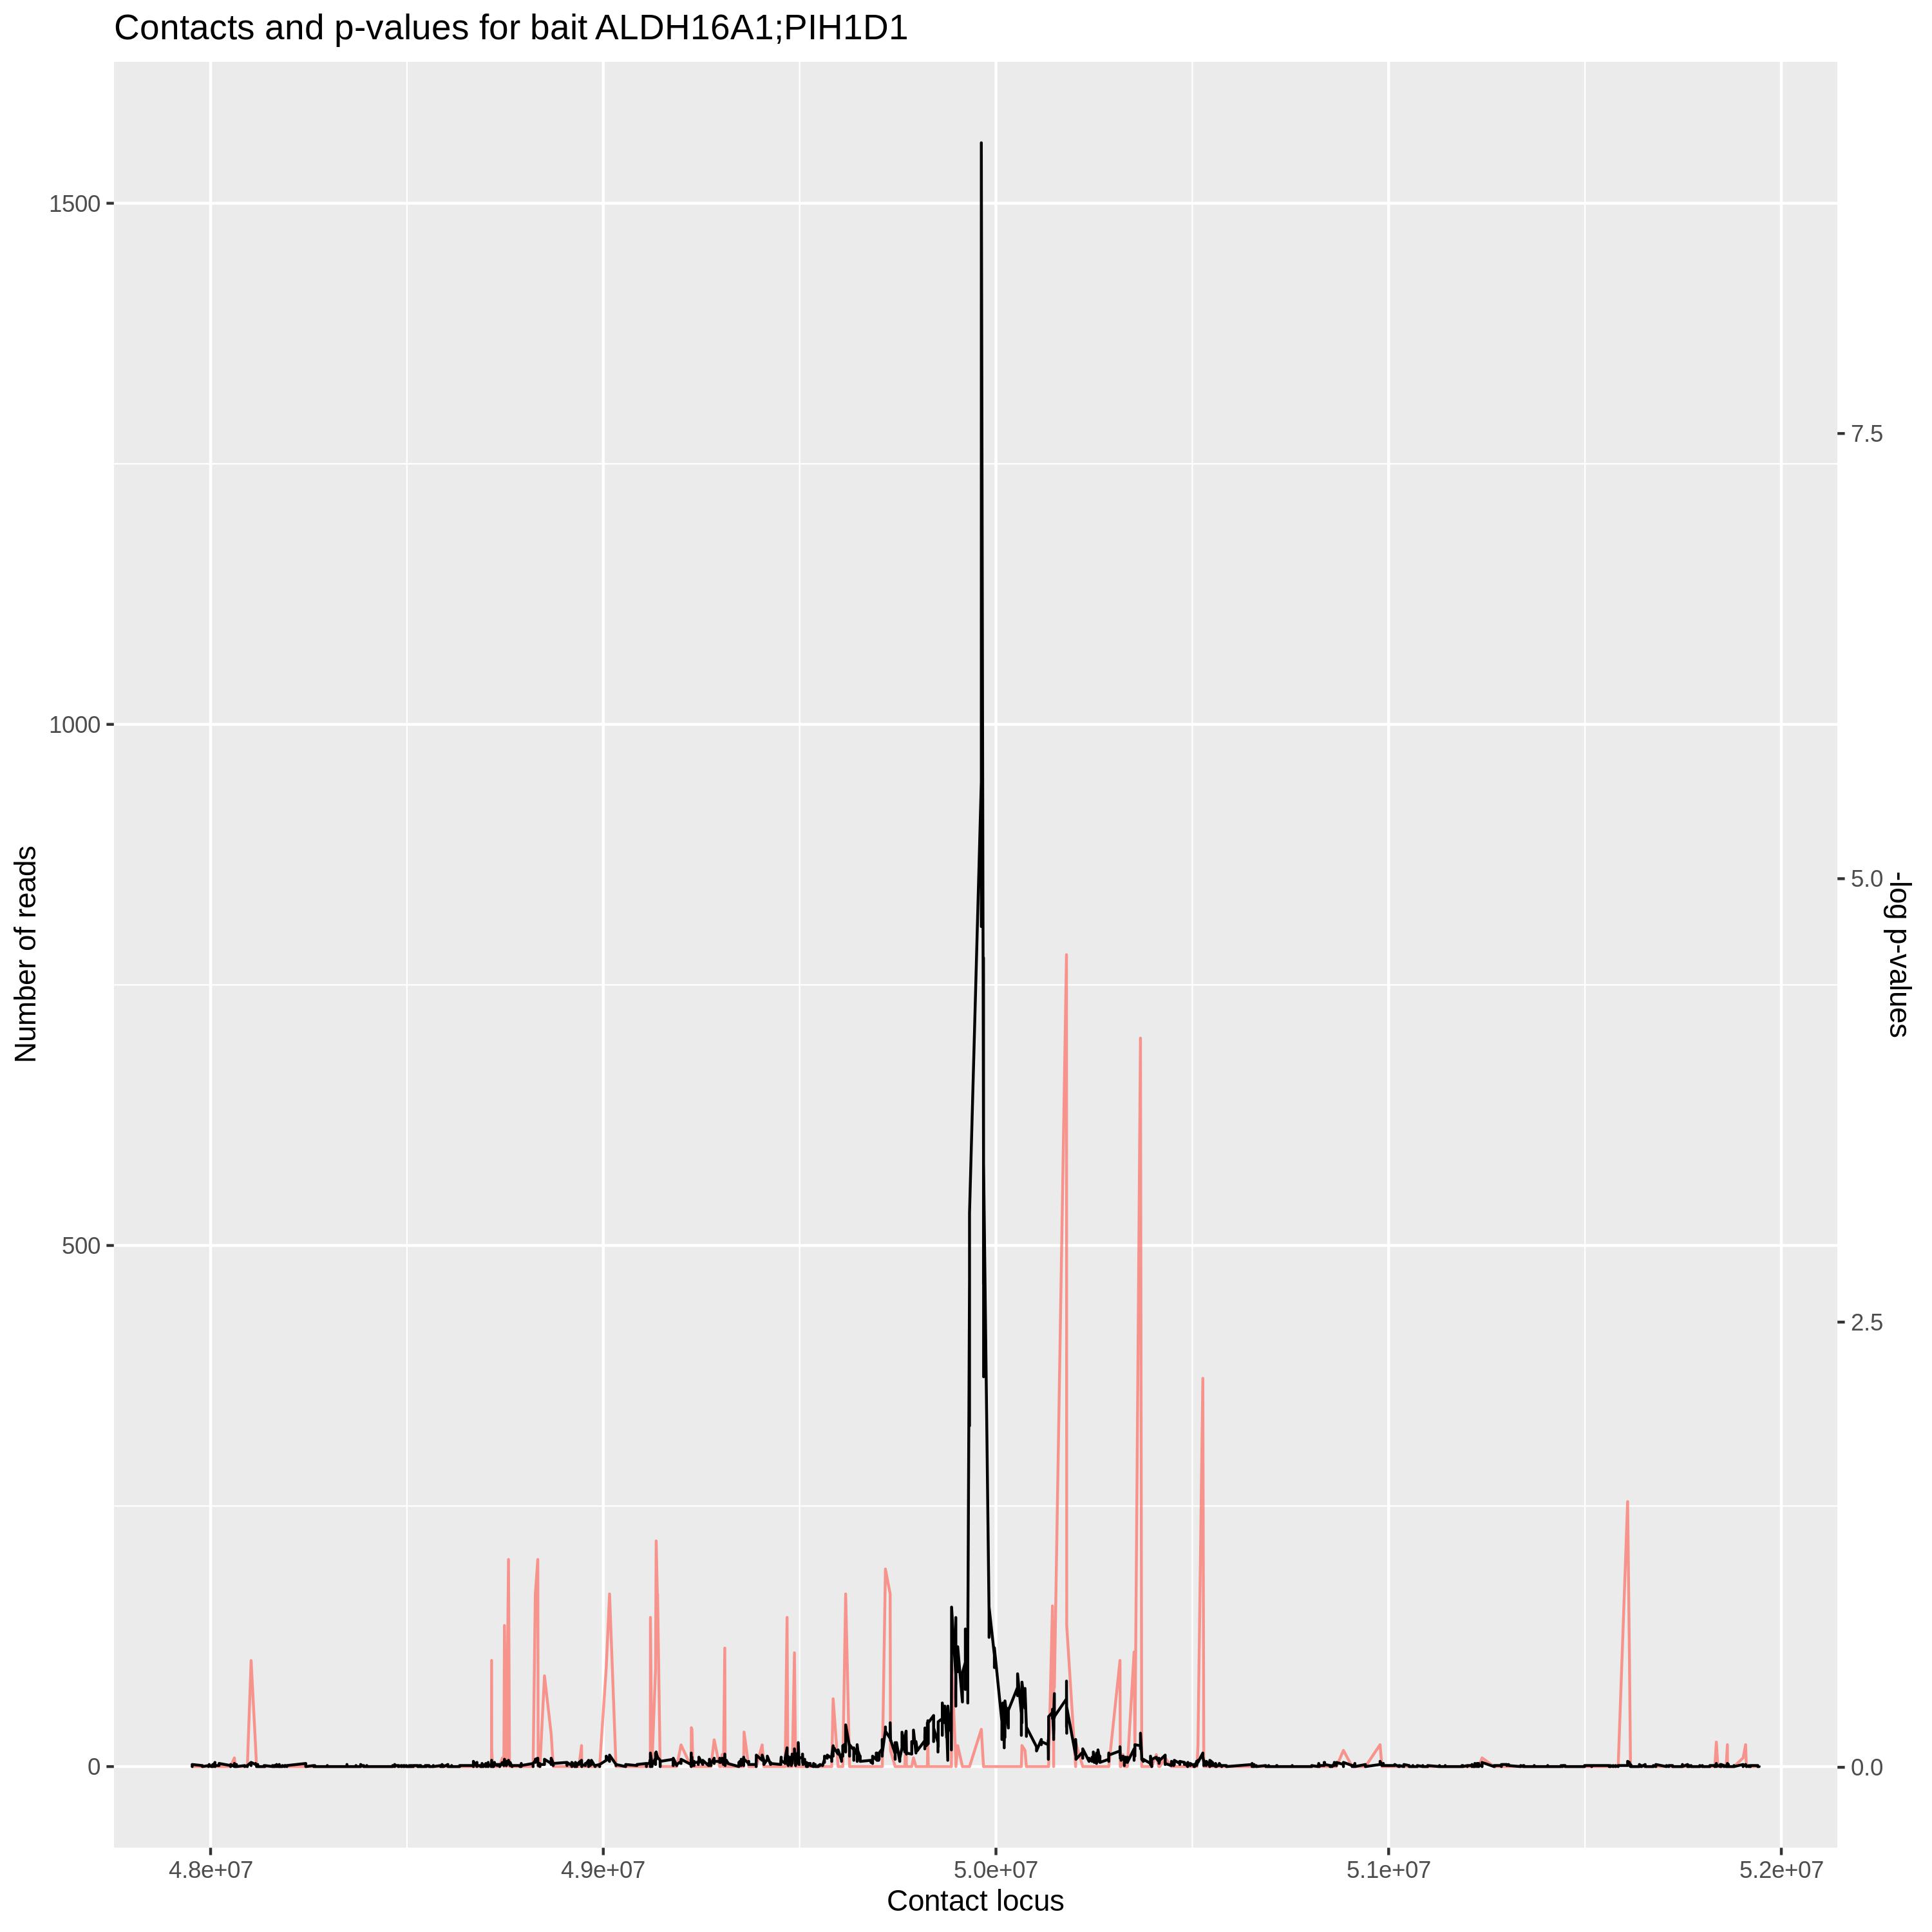 Contacts and p-values for bait ALDH16A1;PIH1D1
Number of reads
1500
1000
500
0
7.5
5.0
2.5
0.0
-log p-values
4.8e+07
4.9e+07
5.0e+07
5.1e+07
5.2e+07
Contact locus